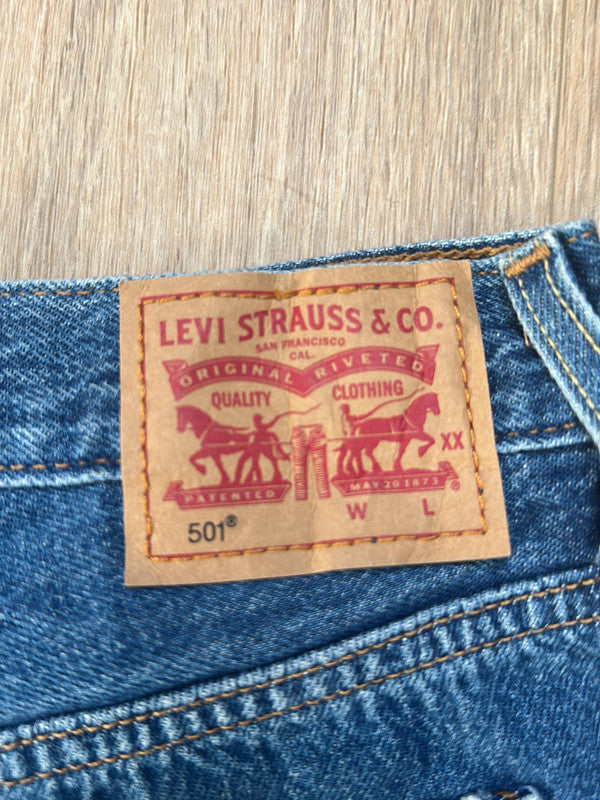 LEVI STRAUSS & CO.
SAN FRANCISCO
CAL.
ORIGINAL RIVETED
QUALITY CLOTHING
XX
PATENTED MAY 20 1873 ®
501® W L